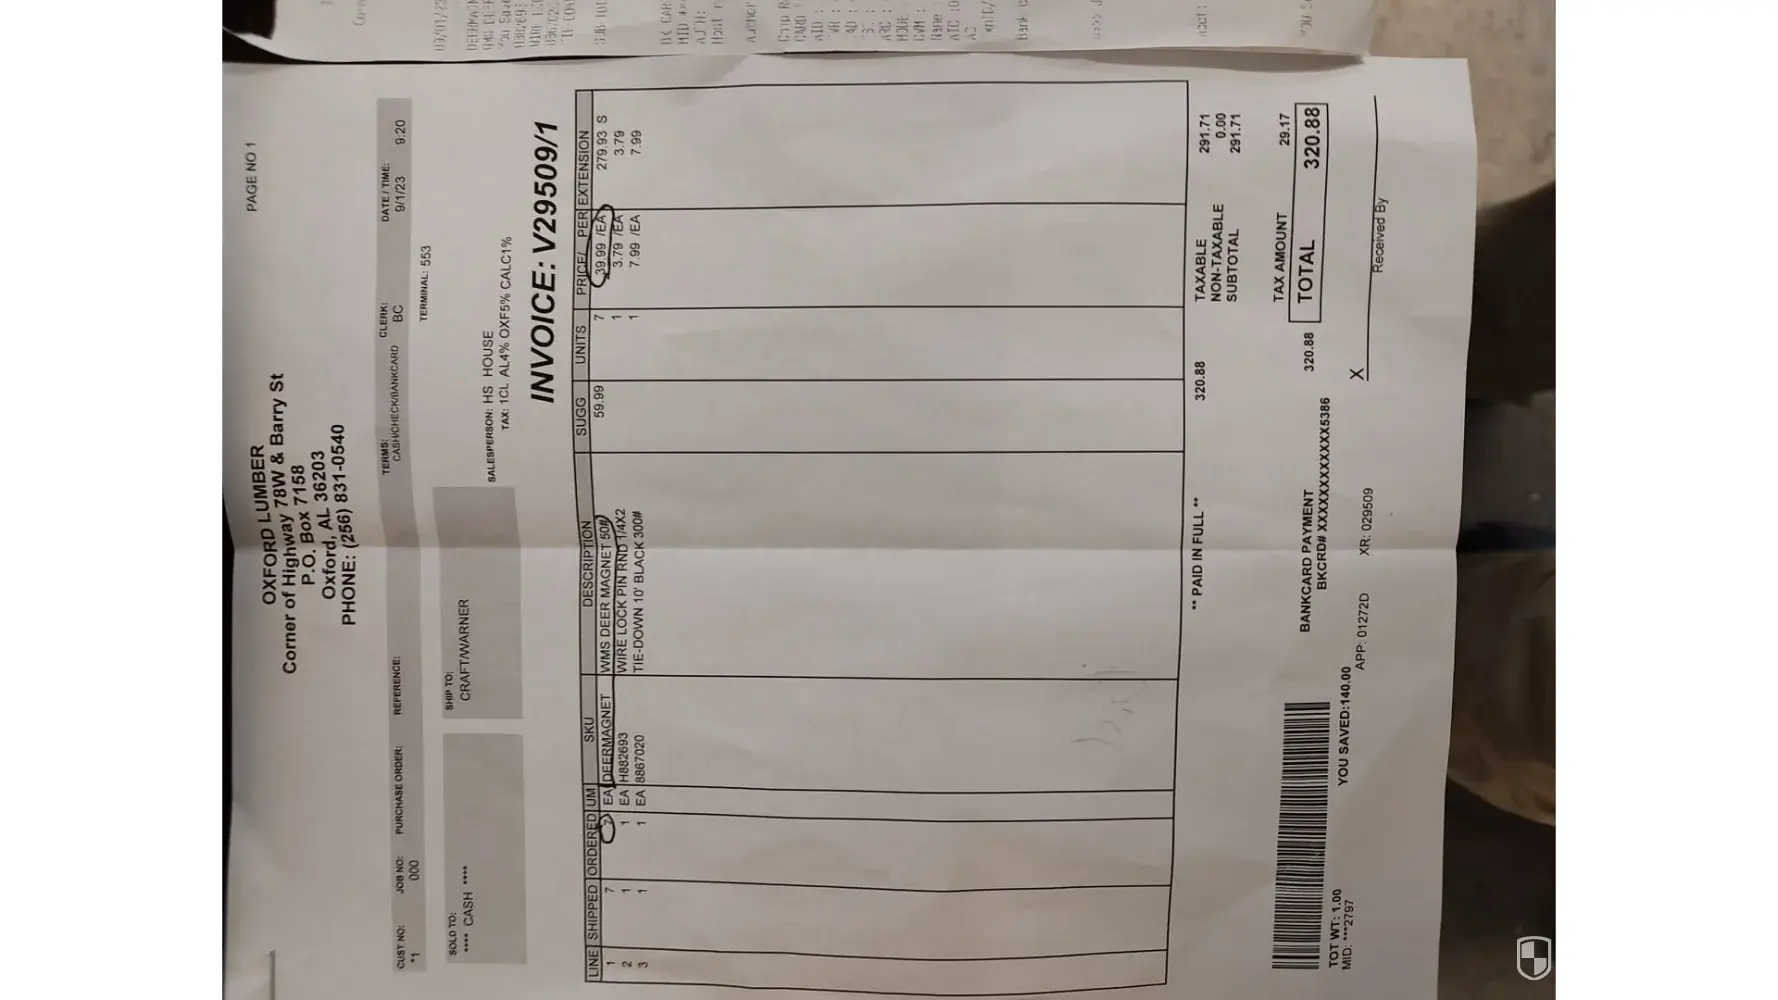 PAGE NO 1
OXFORD LUMBER
Corner of Highway 78W & Barry St
P.O. Box 7158
Oxford, AL 36203
PHONE: (256) 831-0540
CUST NO: JOB NO: PURCHASE ORDER: REFERENCE: TERMS: CLERK: DATE / TIME:
*1 000 CASH/CHECK/BANKCARD BC 9/1/23 9:20
TERMINAL: 553
SOLD TO: SHIP TO:
**** CASH **** CRAFT/WARNER
SALESPERSON: HS HOUSE
TAX: 1CL AL4% OXF5% CALC1%
INVOICE: V29509/1
LINE SHIPPED ORDERED UM SKU DESCRIPTION SUGG UNITS PRICE/ PER EXTENSION
1 7 7 EA DEERMAGNET WMS DEER MAGNET 50# 59.99 7 39.99 /EA 279.93 S
2 1 1 EA H882693 WIRE LOCK PIN RND 1/4X2 1 3.79 /EA 3.79
3 1 1 EA 8867020 TIE-DOWN 10' BLACK 300# 1 7.99 /EA 7.99
** PAID IN FULL ** 320.88 TAXABLE 291.71
NON-TAXABLE 0.00
SUBTOTAL 291.71
TAX AMOUNT 29.17
BANKCARD PAYMENT 320.88 TOTAL 320.88
BKCRD# XXXXXXXXXXXX5386
TOT WT: 1.00 YOU SAVED:140.00
MID: ***2797
APP: 01272D XR: 029509
X
Received By